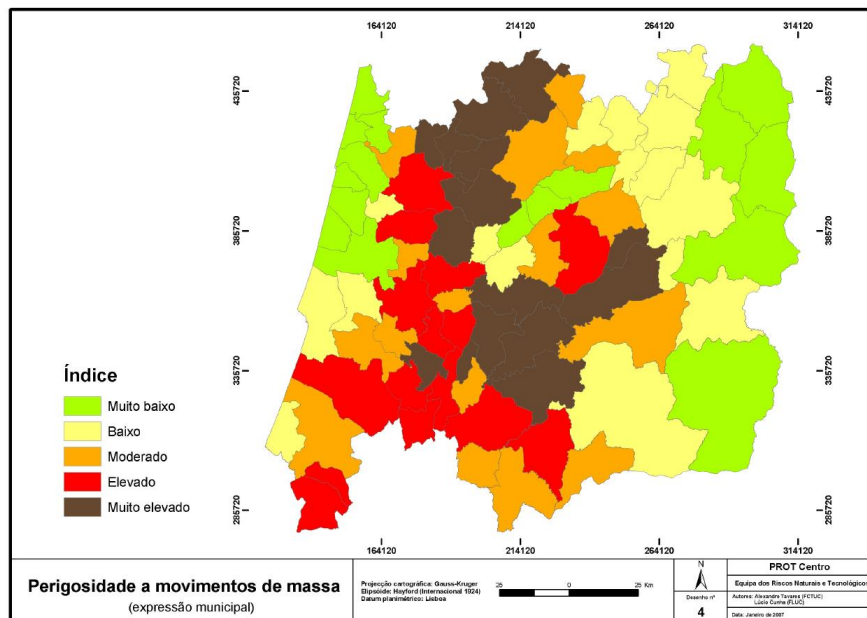 164120 214120 264120 314120
435720 435720
385720 385720
335720 335720
285720 285720
Índice
Muito baixo
Baixo
Moderado
Elevado
Muito elevado
164120 214120 264120 314120
Perigosidade a movimentos de massa
(expressão municipal)
Projecção cartográfica: Gauss-Kruger
Elipsóide: Hayford (Internacional 1924)
Datum planimétrico: Lisboa
25 0 25 Km
N
Desenho nº
4
PROT Centro
Equipa dos Riscos Naturais e Tecnológicos
Autores: Alexandre Tavares (FCTUC)
Lúcio Cunha (FLUC)
Data: Janeiro de 2007